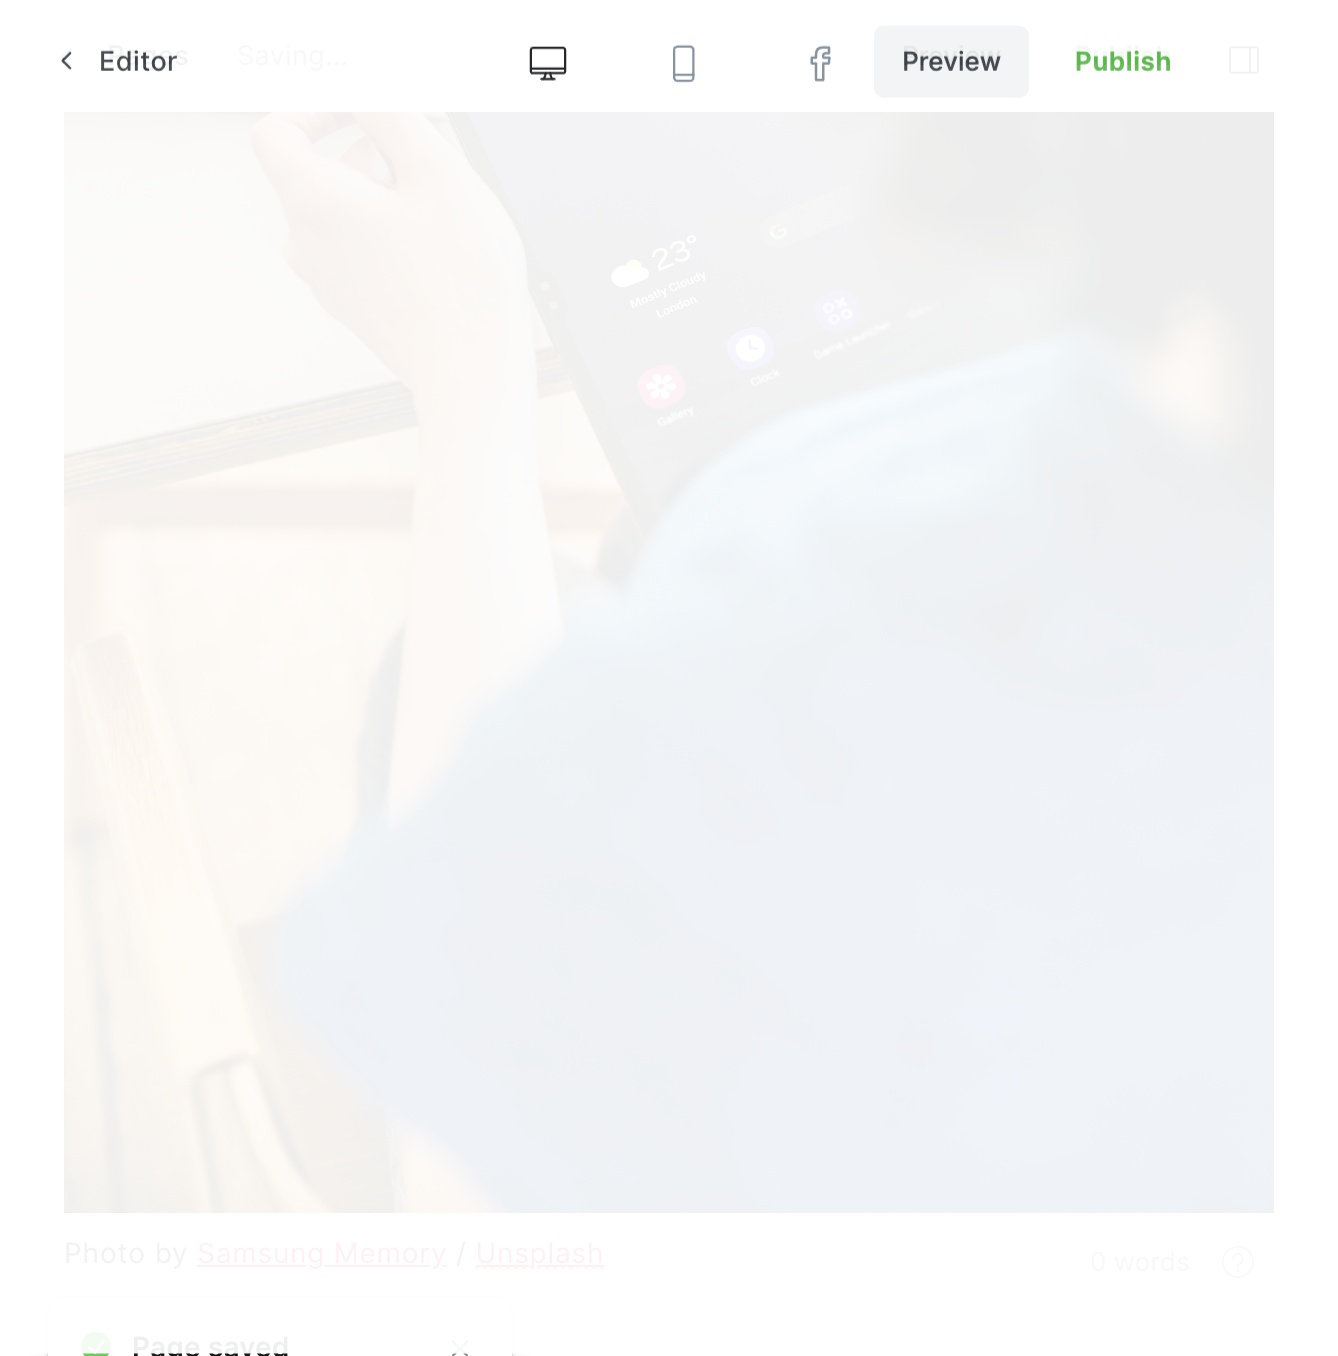 Pages Saving...
Editor Preview Publish
23°
Mostly Cloudy
London
Gallery
Clock
Game Launcher
Photo by Samsung Memory / Unsplash
0 words
Page saved